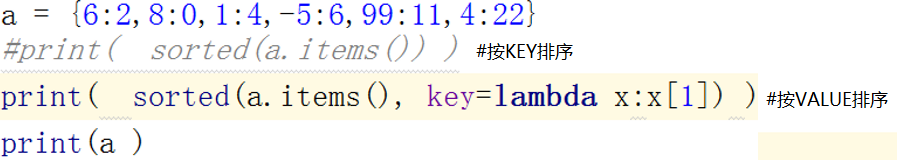 a = {6:2,8:0,1:4,-5:6,99:11,4:22}
#print(  sorted(a.items()) ) #按KEY排序
print(  sorted(a.items(), key=lambda x:x[1]) ) #按VALUE排序
print(a )